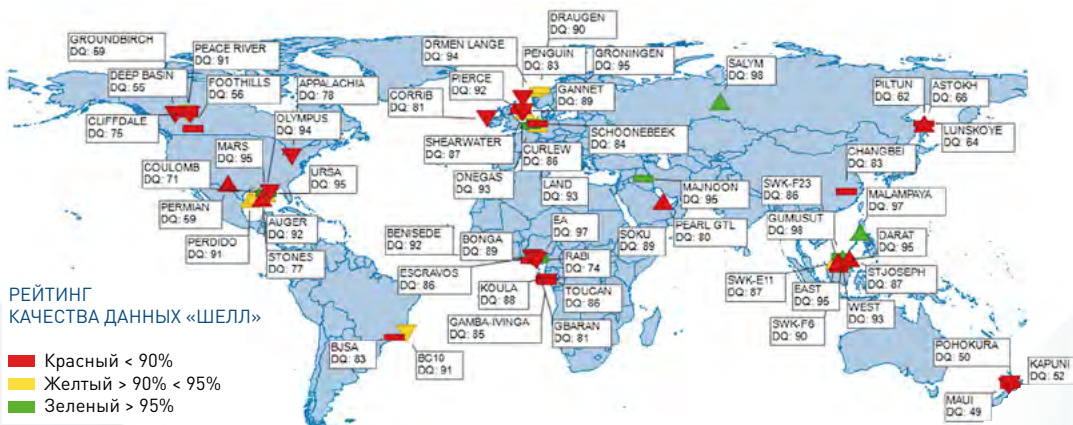 GROUNDBIRCH
DQ: 59
PEACE RIVER
DQ: 91
DEEP BASIN
DQ: 55
FOOTHILLS
DQ: 56
APPALACHIA
DQ: 78
CLIFFDALE
DQ: 75
OLYMPUS
DQ: 94
MARS
DQ: 95
COULOMB
DQ: 71
URSA
DQ: 95
PERMIAN
DQ: 59
PERDIDO
DQ: 91
AUGER
DQ: 92
STONES
DQ: 77
DRAUGEN
DQ: 90
ORMEN LANGE
DQ: 94
PENGUIN
DQ: 83
GRONINGEN
DQ: 95
PIERCE
DQ: 92
CORRIB
DQ: 81
GANNET
DQ: 89
SHEARWATER
DQ: 87
CURLEW
DQ: 86
SCHOONEBEEK
DQ: 84
ONEGAS
DQ: 93
LAND
DQ: 93
SALYM
DQ: 98
PILTUN
DQ: 62
ASTOKH
DQ: 66
LUNSKOYE
DQ: 64
CHANGBEI
DQ: 83
MAJNOON
DQ: 95
PEARL GTL
DQ: 80
SWK-F23
DQ: 86
MALAMPAYA
DQ: 97
GUMUSUT
DQ: 98
DARAT
DQ: 95
SWK-E11
DQ: 87
EAST
DQ: 95
STJOSEPH
DQ: 87
WEST
DQ: 93
SWK-F6
DQ: 90
BENISEDE
DQ: 92
BONGA
DQ: 89
EA
DQ: 97
SOKU
DQ: 89
ESCRAVOS
DQ: 86
RABI
DQ: 74
KOULA
DQ: 88
TOUCAN
DQ: 86
GAMBA-IVINGA
DQ: 85
GBARAN
DQ: 81
BJSA
DQ: 83
BC10
DQ: 91
POHOKURA
DQ: 50
KAPUNI
DQ: 52
MAUI
DQ: 49
РЕЙТИНГ
КАЧЕСТВА ДАННЫХ «ШЕЛЛ»
Красный < 90%
Желтый > 90% < 95%
Зеленый > 95%